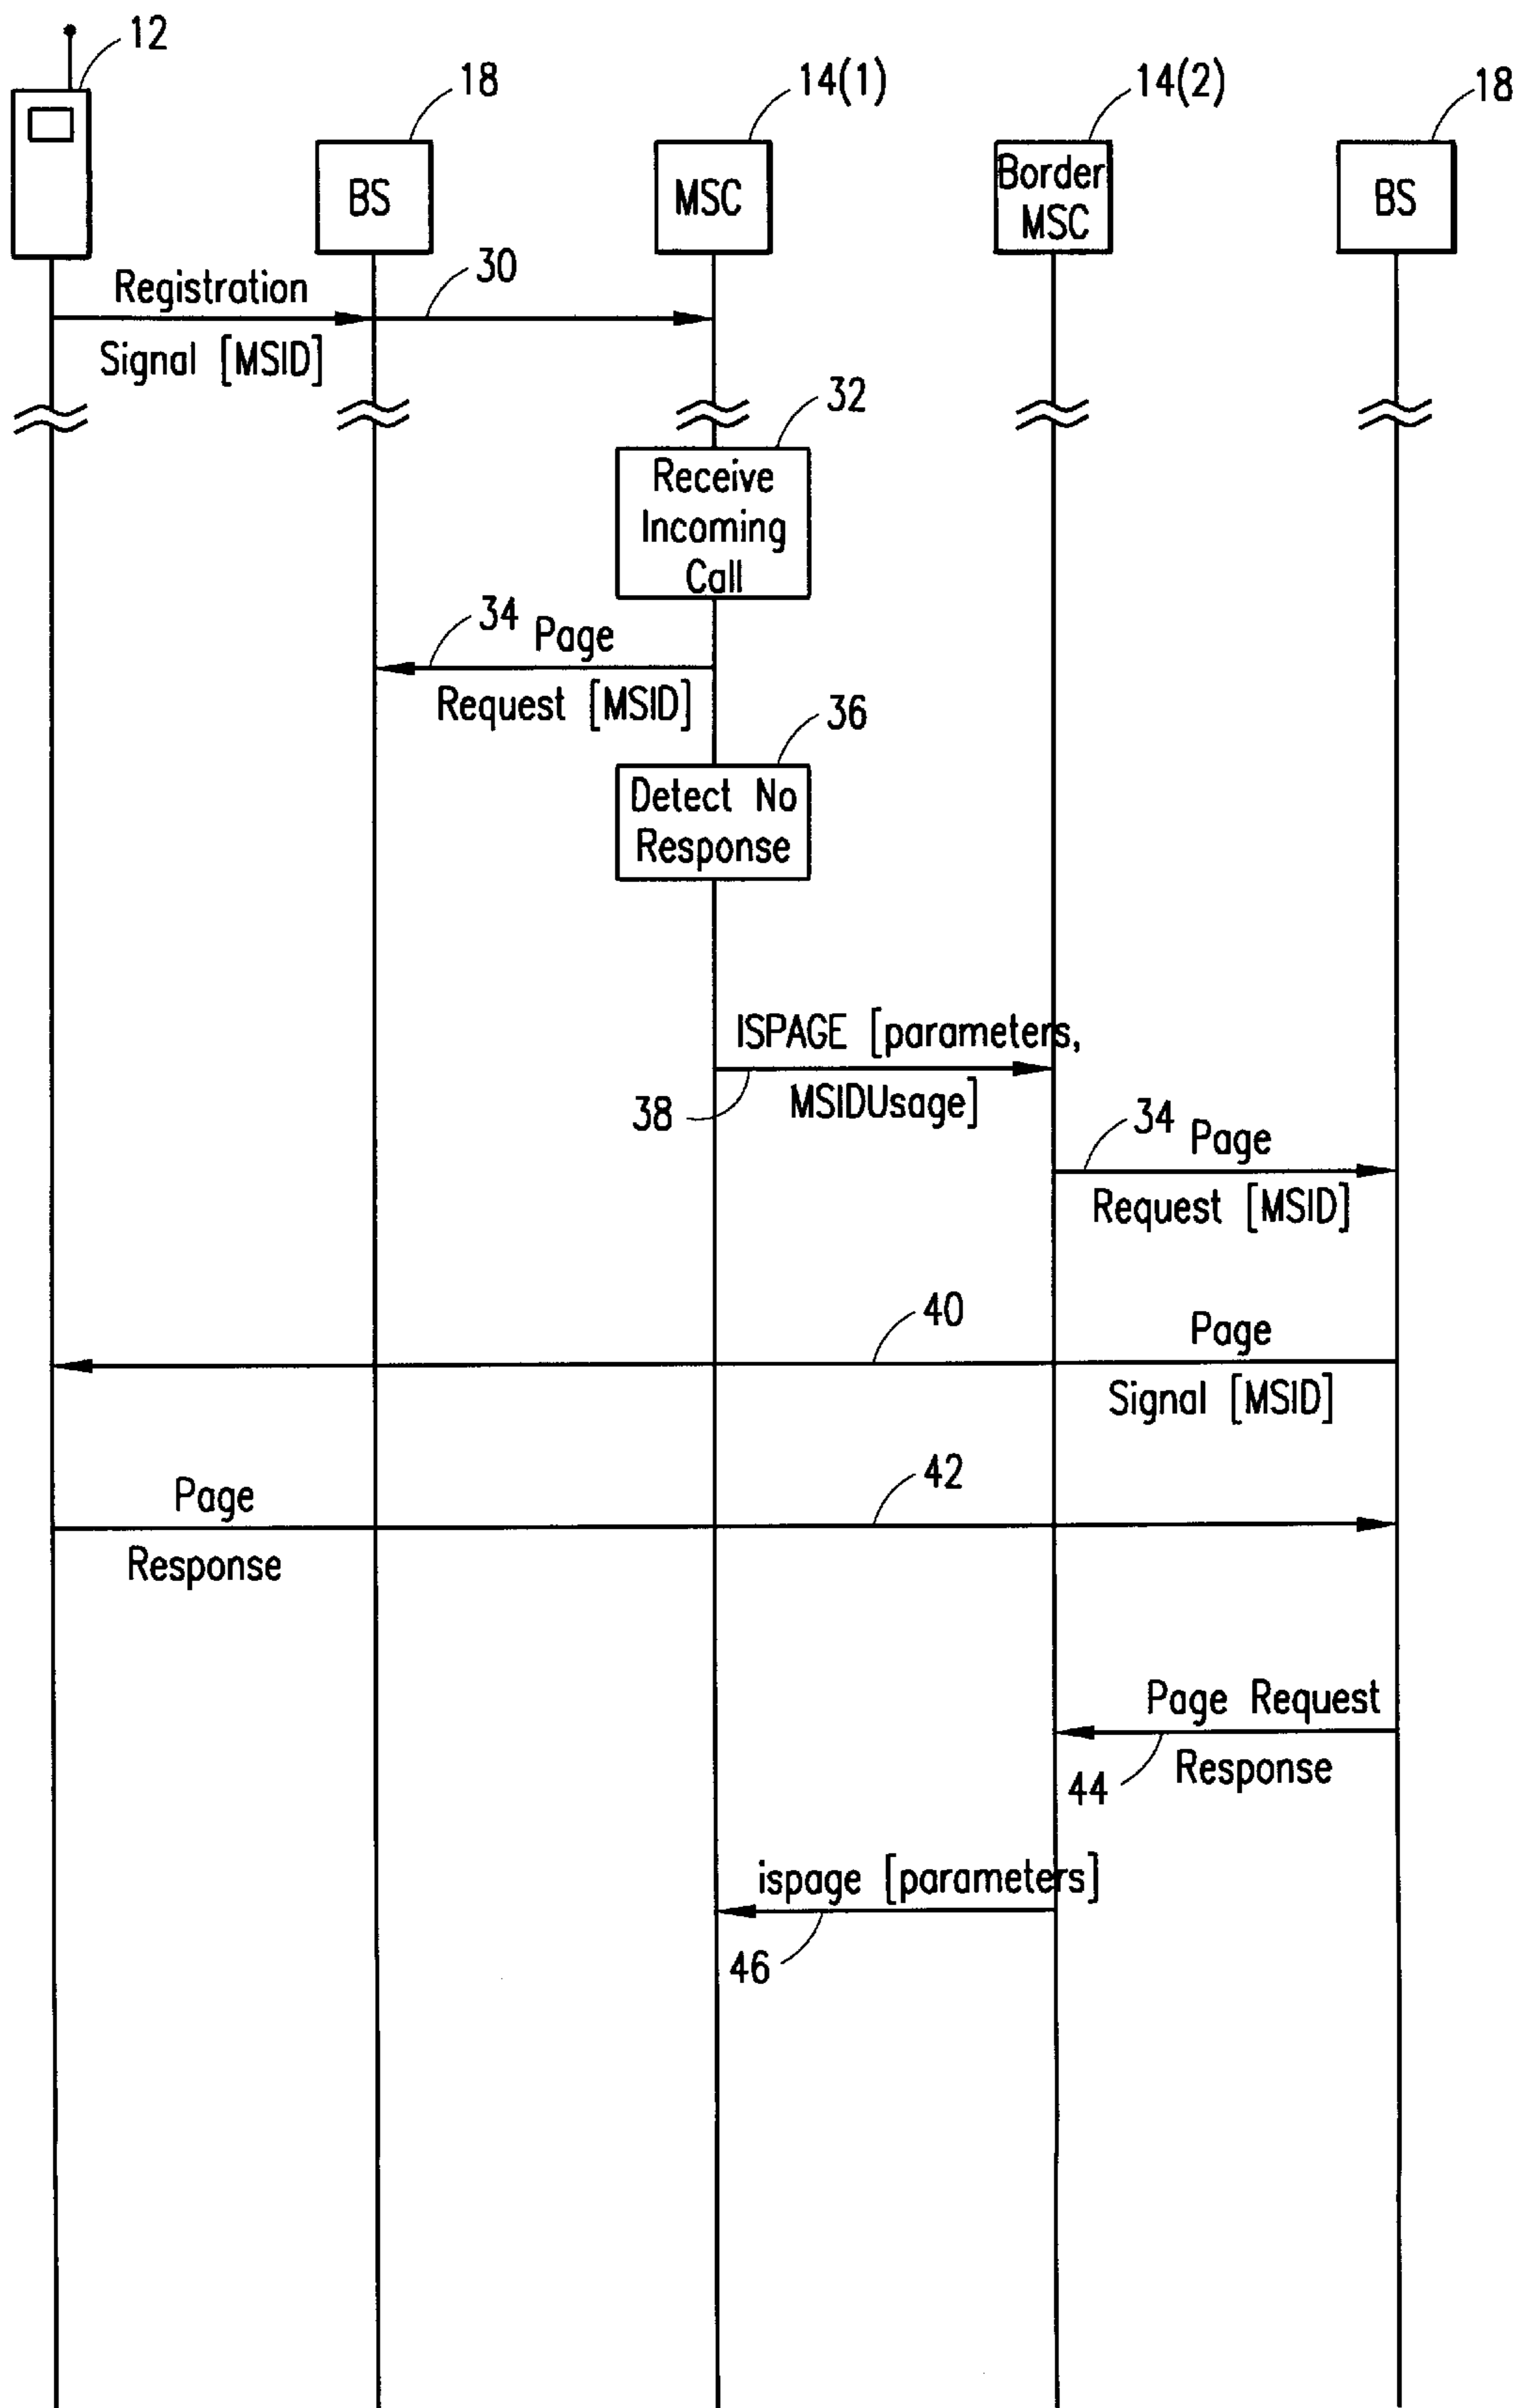 12
18
14(1)
14(2)
18
BS
MSC
Border
MSC
BS
30
Registration
Signal [MSID]
32
Receive
Incoming
Call
34
Page
Request [MSID]
36
Detect No
Response
ISPAGE [parameters,
MSIDUsage]
38
34
Page
Request [MSID]
40
Page
Signal [MSID]
42
Page
Response
Page Request
Response
44
ispage [parameters]
46